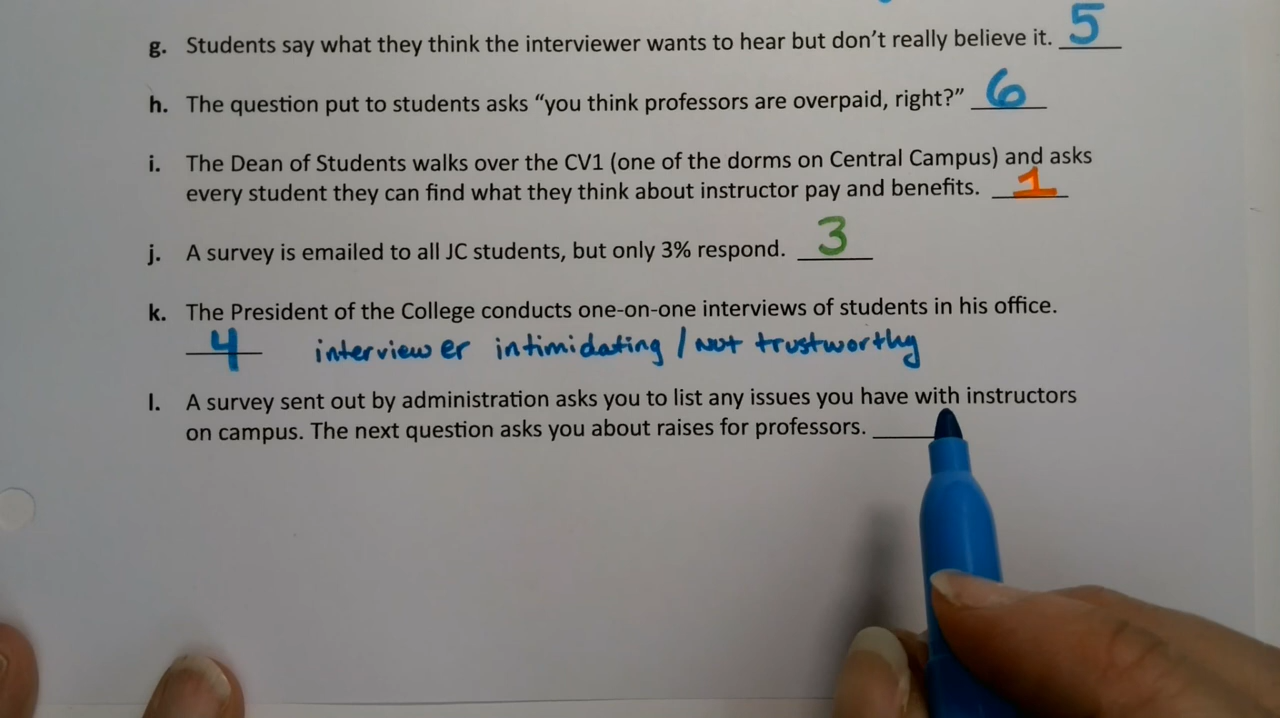 g. Students say what they think the interviewer wants to hear but don't really believe it. 5
h. The question put to students asks "you think professors are overpaid, right?" 6
i. The Dean of Students walks over the CV1 (one of the dorms on Central Campus) and asks
every student they can find what they think about instructor pay and benefits. 1
j. A survey is emailed to all JC students, but only 3% respond. 3
k. The President of the College conducts one-on-one interviews of students in his office.
4 interviewer intimidating / not trustworthy
l. A survey sent out by administration asks you to list any issues you have with instructors
on campus. The next question asks you about raises for professors.